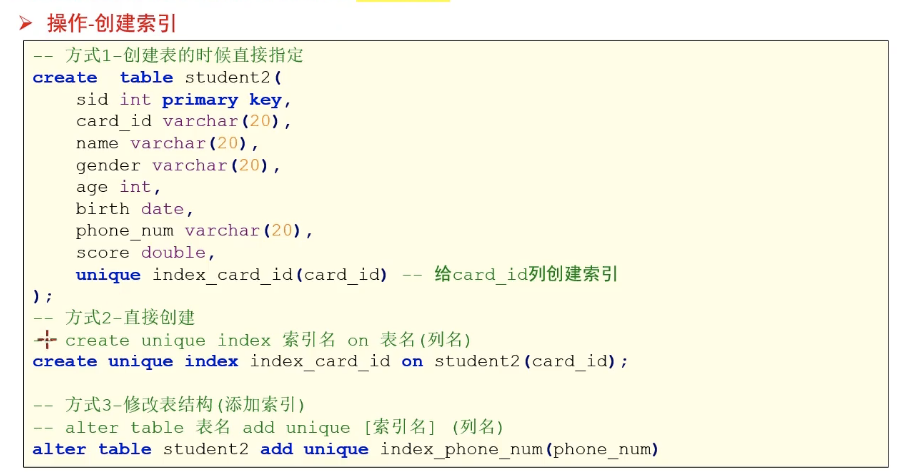 操作-创建索引
-- 方式1-创建表的时候直接指定
create  table student2(
    sid int primary key,
    card_id varchar(20),
    name varchar(20),
    gender varchar(20),
    age int,
    birth date,
    phone_num varchar(20),
    score double,
    unique index_card_id(card_id) -- 给card_id列创建索引
);
-- 方式2-直接创建
-- create unique index 索引名 on 表名(列名)
create unique index index_card_id on student2(card_id);
-- 方式3-修改表结构(添加索引)
-- alter table 表名 add unique [索引名] (列名)
alter table student2 add unique index_phone_num(phone_num)